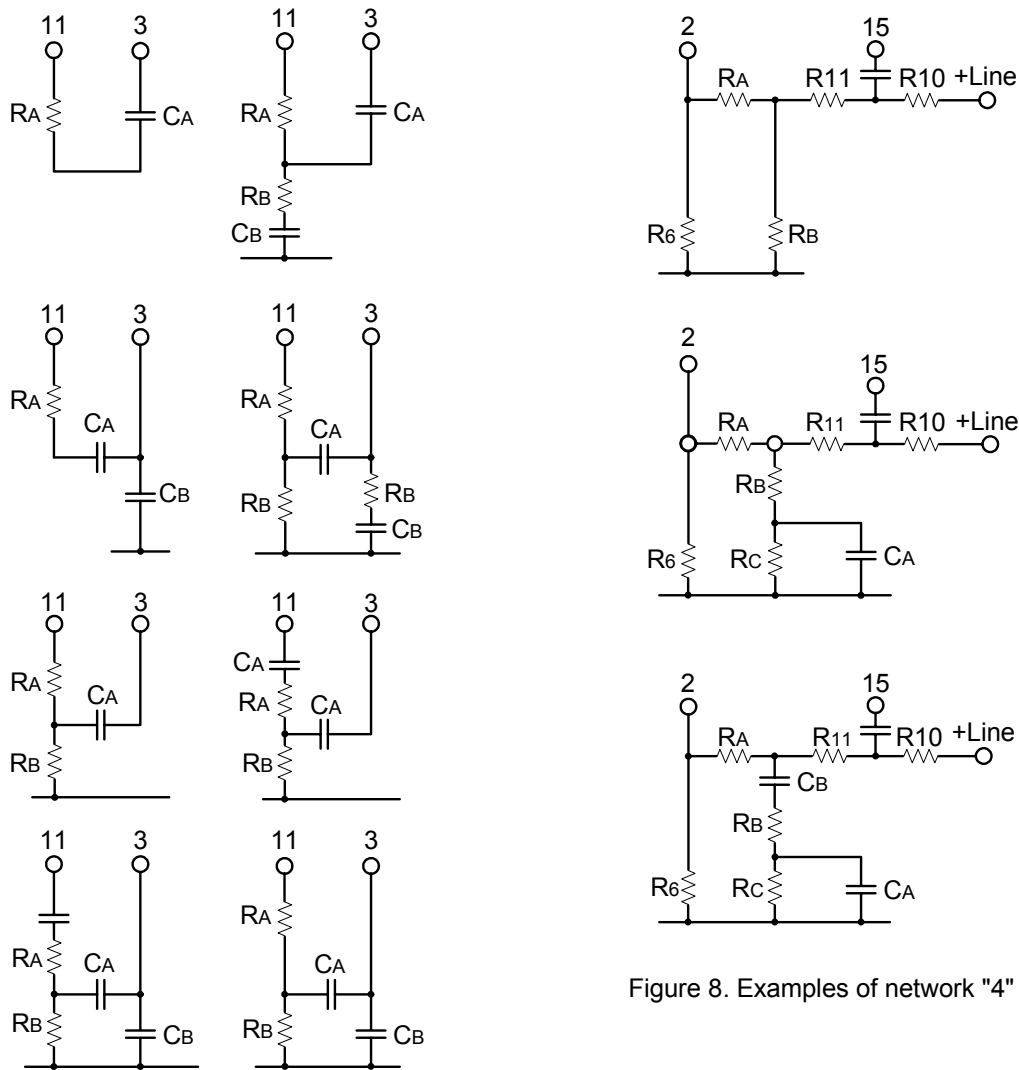 11 3
RA CA
11 3
RA CA
RB
CB
11 3
RA
CA
CB
11 3
RA
CA
RB RB
CB
11 3
RA
CA
RB
11 3
CA
RA CA
RB
11 3
RA CA
RB CB
11 3
RA
CA
RB CB
2 15
RA R11 R10 +Line
R6 RB
2 15
RA R11 R10 +Line
RB
R6 RC CA
2 15
RA R11 R10 +Line
CB
RB
R6 RC CA
Figure 8. Examples of network "4"